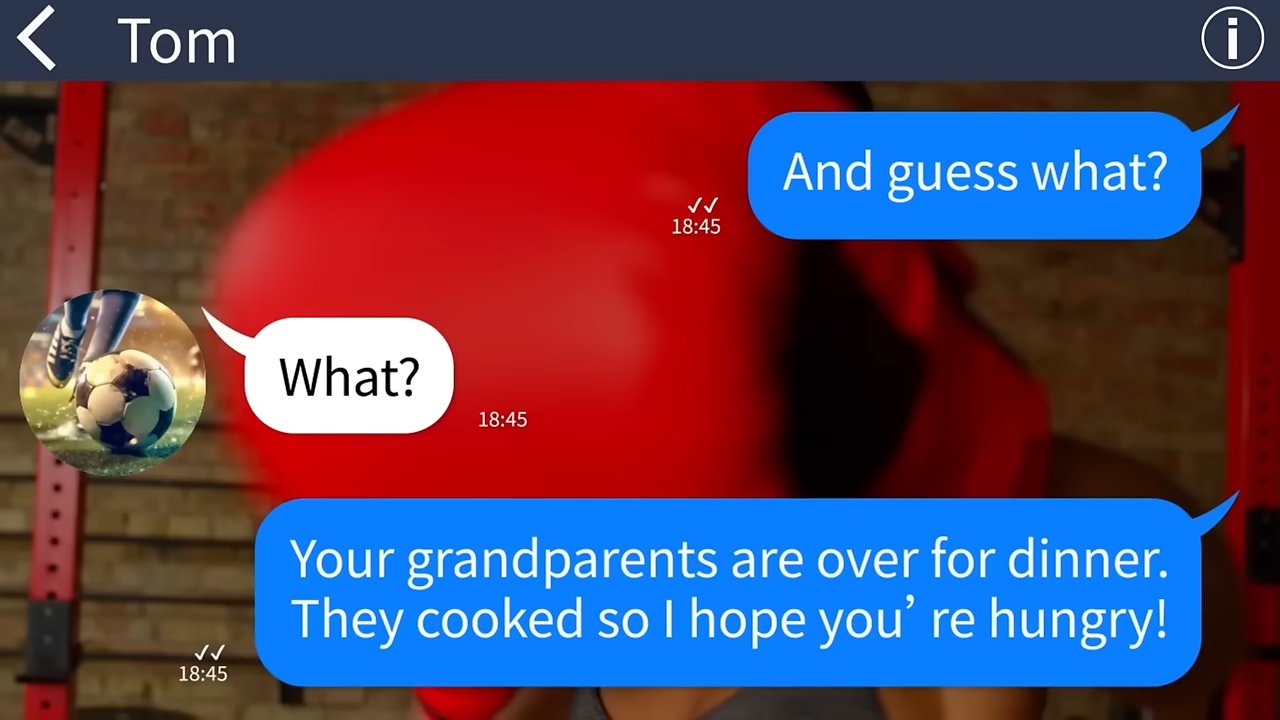 Tom
And guess what?
✓✓
18:45
What?
18:45
Your grandparents are over for dinner.
They cooked so I hope you’ re hungry!
✓✓
18:45